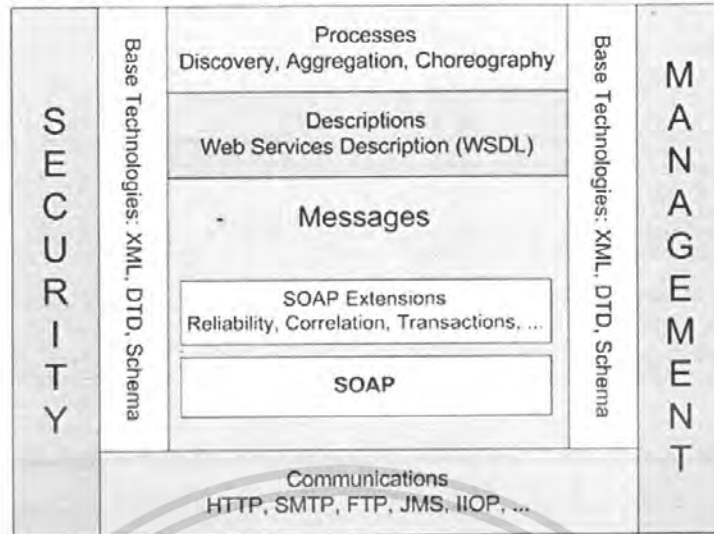 SECURITY
Base Technologies: XML, DTD, Schema
Processes
Discovery, Aggregation, Choreography
Descriptions
Web Services Description (WSDL)
Messages
SOAP Extensions
Reliability, Correlation, Transactions, ...
SOAP
Base Technologies: XML, DTD, Schema
MANAGEMENT
Communications
HTTP, SMTP, FTP, JMS, IIOP, ...